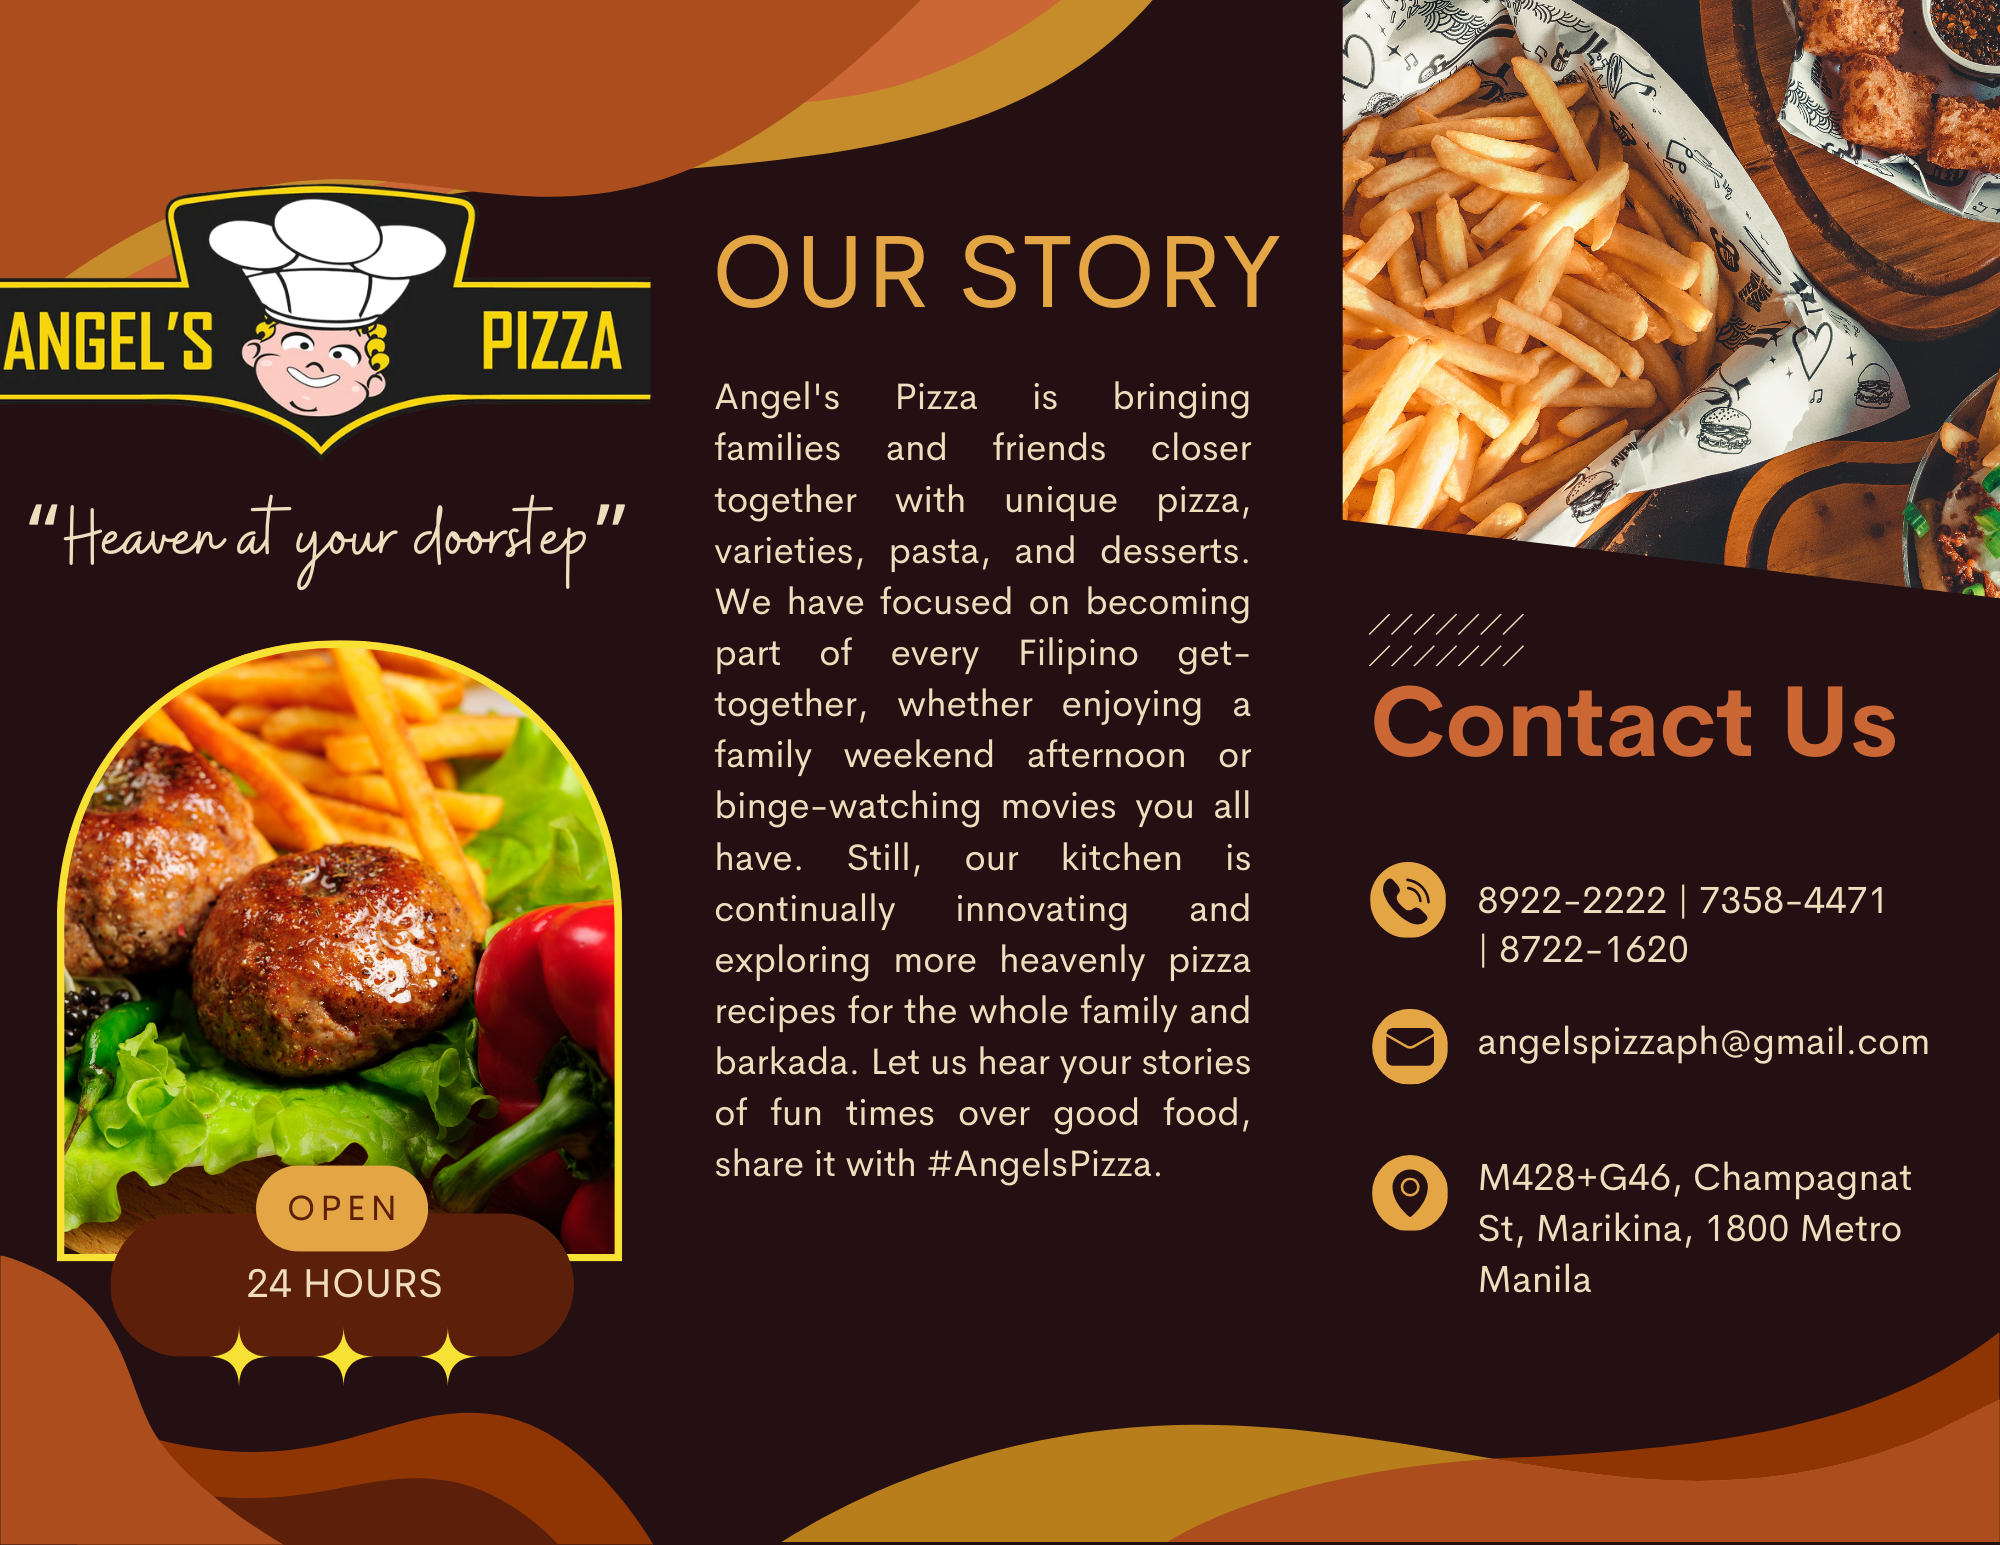 ANGEL'S PIZZA
“Heaven at your doorstep”
OPEN
24 HOURS
OUR STORY
Angel's Pizza is bringing
families and friends closer
together with unique pizza,
varieties, pasta, and desserts.
We have focused on becoming
part of every Filipino get-
together, whether enjoying a
family weekend afternoon or
binge-watching movies you all
have. Still, our kitchen is
continually innovating and
exploring more heavenly pizza
recipes for the whole family and
barkada. Let us hear your stories
of fun times over good food,
share it with #AngelsPizza.
Contact Us
8922-2222 | 7358-4471
| 8722-1620
angelspizzaph@gmail.com
M428+G46, Champagnat
St, Marikina, 1800 Metro
Manila